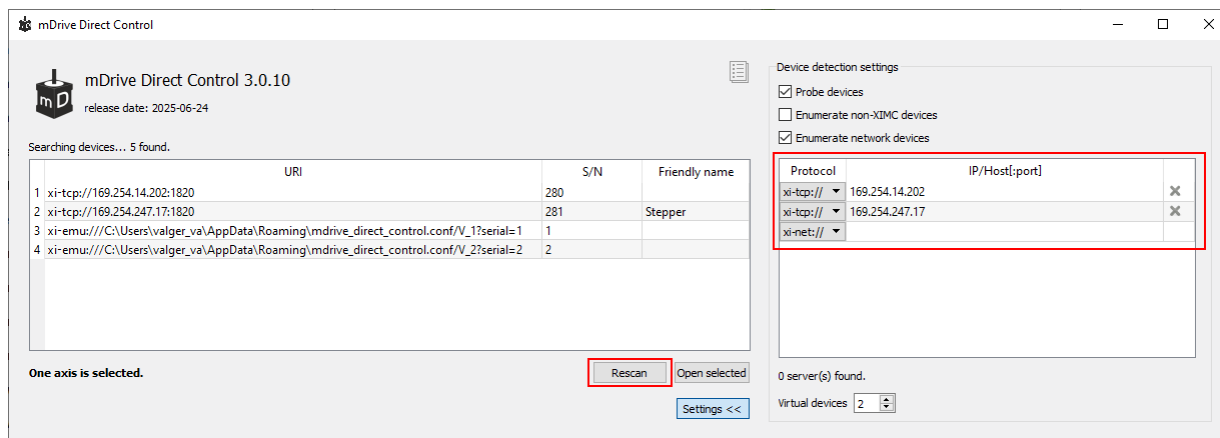 mDrive Direct Control
mDrive Direct Control 3.0.10
release date: 2025-06-24
mD
Searching devices... 5 found.
URI S/N Friendly name
1 xi-tcp://169.254.14.202:1820 280
2 xi-tcp://169.254.247.17:1820 281 Stepper
3 xi-emu:///C:\Users\valger_va\AppData\Roaming\mdrive_direct_control.conf/V_1?serial=1 1
4 xi-emu:///C:\Users\valger_va\AppData\Roaming\mdrive_direct_control.conf/V_2?serial=2 2
One axis is selected.
Rescan
Open selected
Settings <<
Device detection settings
Probe devices
Enumerate non-XIMC devices
Enumerate network devices
Protocol IP/Host[:port]
xi-tcp:// 169.254.14.202
xi-tcp:// 169.254.247.17
xi-net://
0 server(s) found.
Virtual devices 2